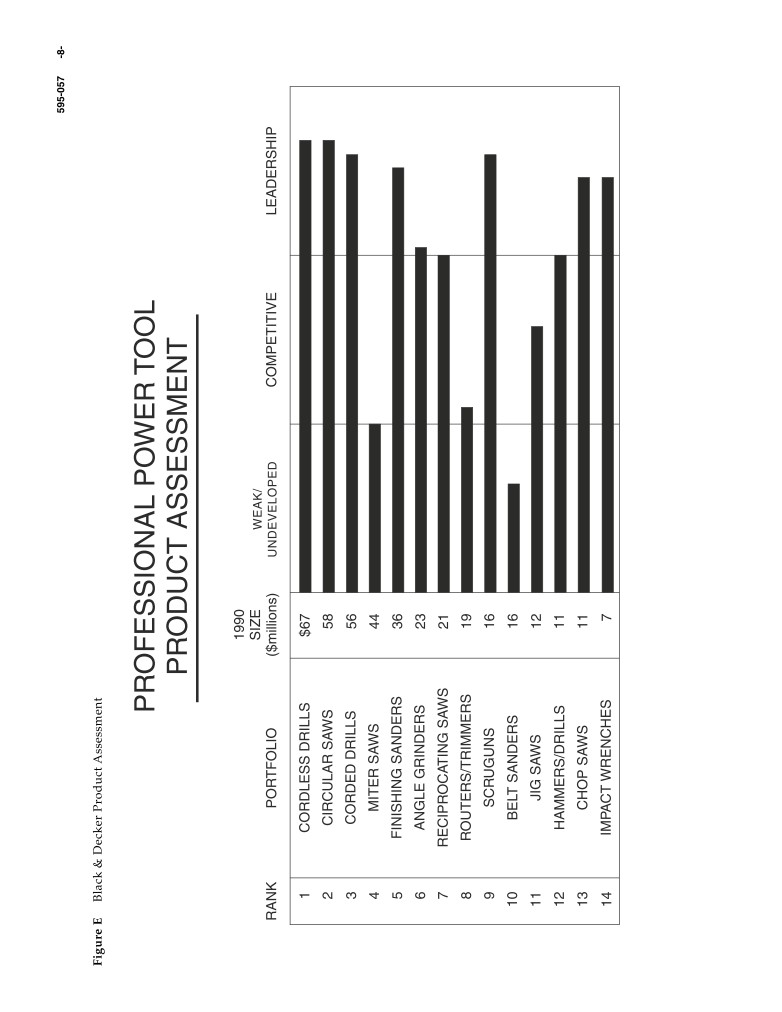 595-057 -8-
Figure E Black & Decker Product Assessment
PROFESSIONAL POWER TOOL
PRODUCT ASSESSMENT
RANK PORTFOLIO 1990 SIZE ($millions) WEAK/ UNDEVELOPED COMPETITIVE LEADERSHIP
1 CORDLESS DRILLS $67
2 CIRCULAR SAWS 58
3 CORDED DRILLS 56
4 MITER SAWS 44
5 FINISHING SANDERS 36
6 ANGLE GRINDERS 23
7 RECIPROCATING SAWS 21
8 ROUTERS/TRIMMERS 19
9 SCRUGUNS 16
10 BELT SANDERS 16
11 JIG SAWS 12
12 HAMMERS/DRILLS 11
13 CHOP SAWS 11
14 IMPACT WRENCHES 7